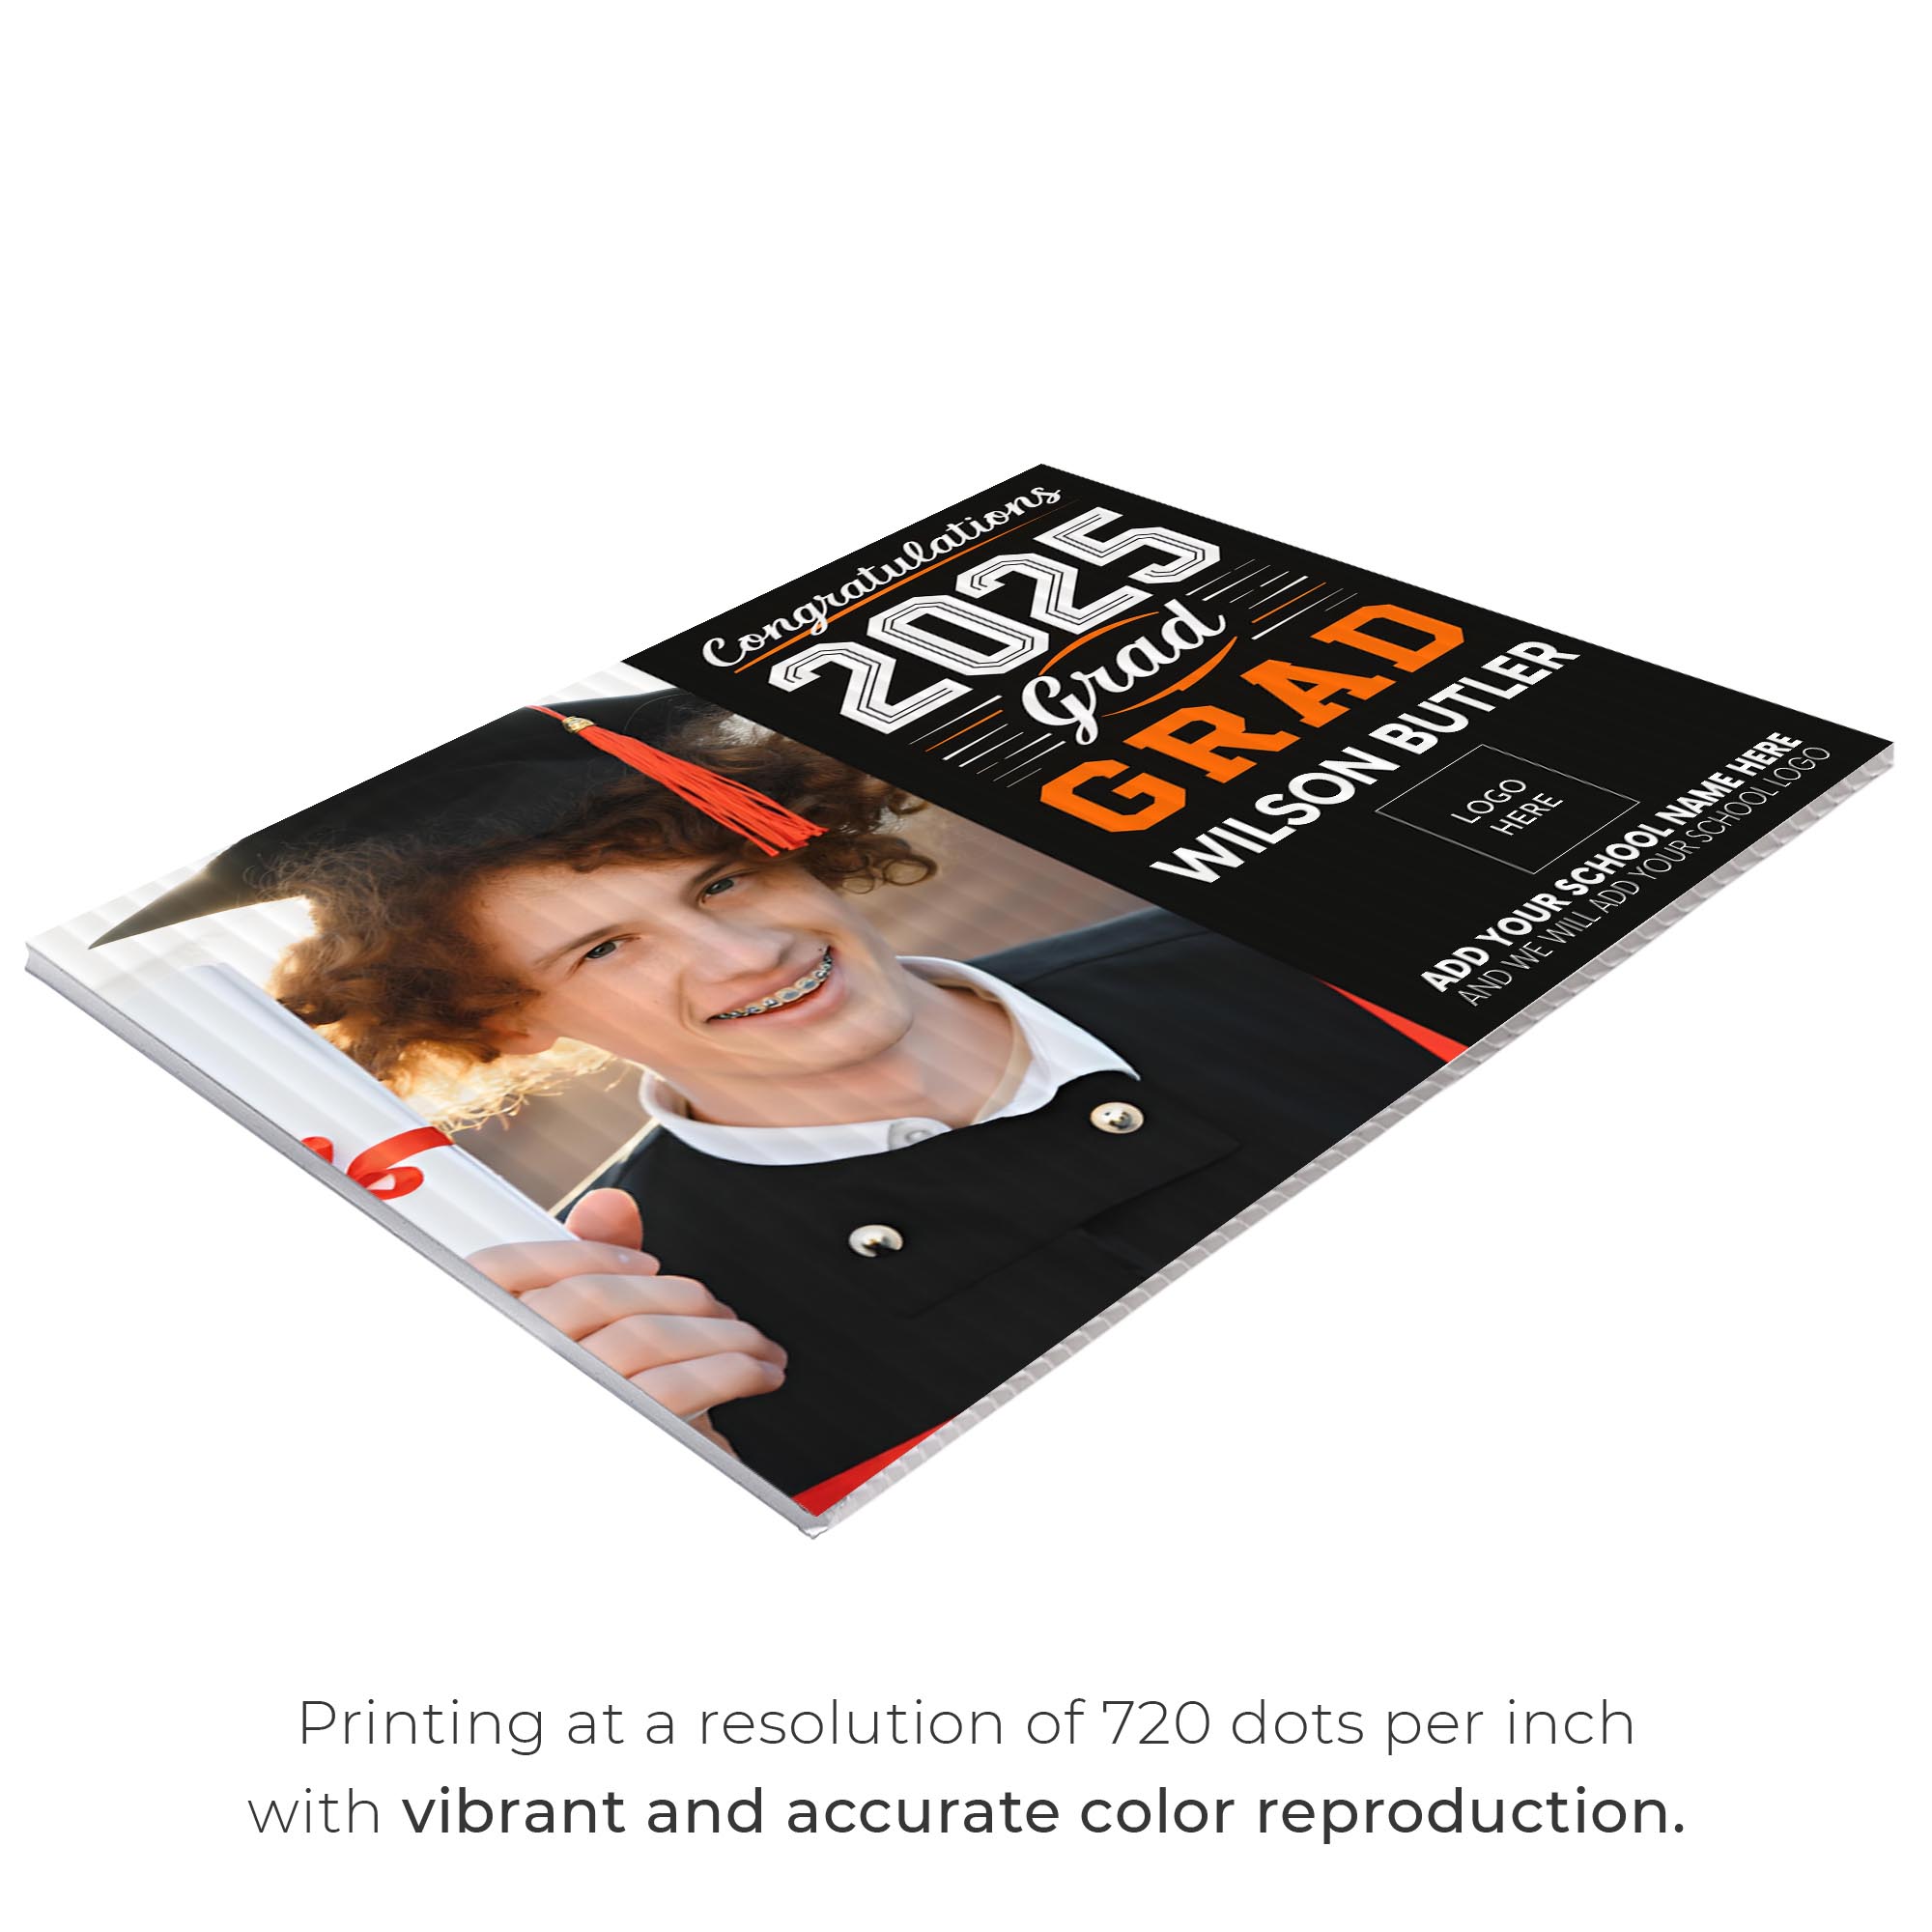 Congratulations
2025
Grad
GRAD
WILSON BUTLER
LOGO
HERE
ADD YOUR SCHOOL NAME HERE
AND WE WILL ADD YOUR SCHOOL LOGO
Printing at a resolution of 720 dots per inch
with vibrant and accurate color reproduction.